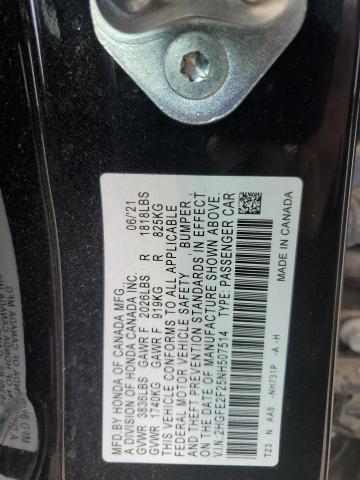 MFD. BY HONDA OF CANADA MFG., 06/'21
A DIVISION OF HONDA CANADA INC.
GVWR 3838LBS GAWR F 2026LBS R 1818LBS
GVWR 1740KG GAWR F 919KG R 825KG
THIS VEHICLE CONFORMS TO ALL APPLICABLE
FEDERAL MOTOR VEHICLE SAFETY BUMPER,
AND THEFT PREVENTION STANDARDS IN EFFECT
ON THE DATE OF MANUFACTURE SHOWN ABOVE.
V.I.N. 2HGFE2F25NH507514 TYPE: PASSENGER CAR
T23 N AA8 -NH731P -A -H
MADE IN CANADA